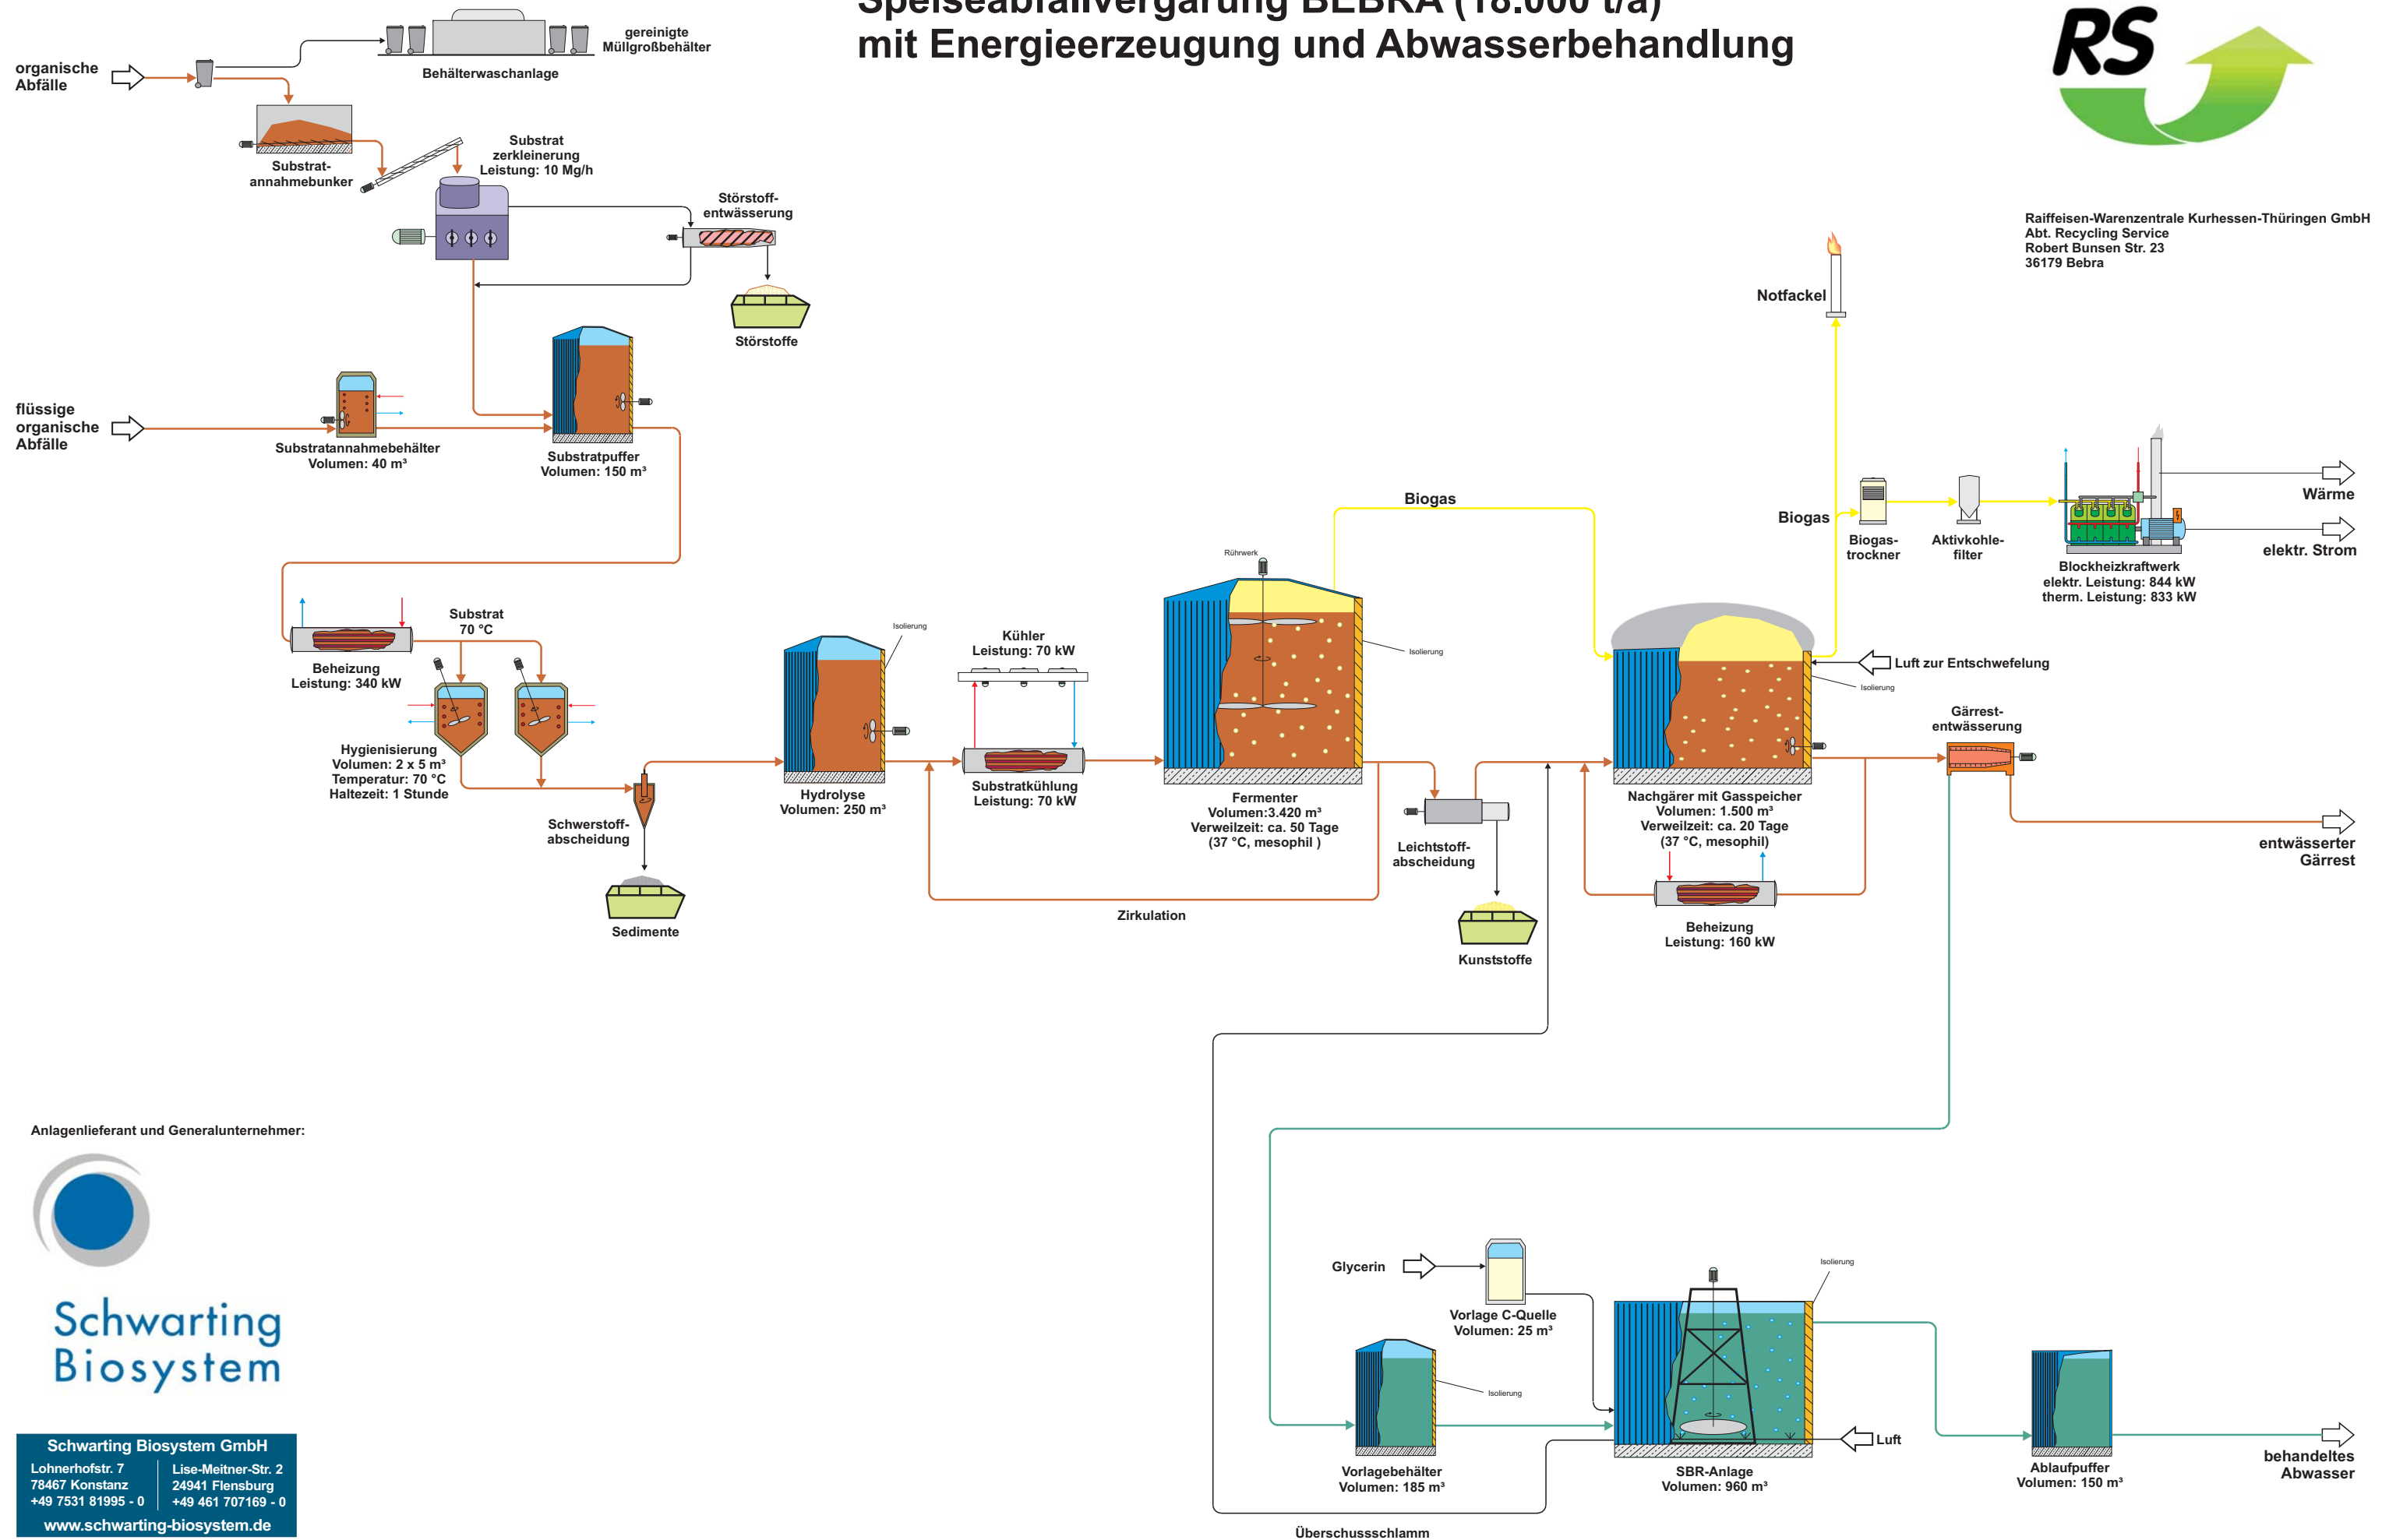 Speiseabfallvergärung BEBRA (18.000 t/a)
mit Energieerzeugung und Abwasserbehandlung
RS
Raiffeisen-Warenzentrale Kurhessen-Thüringen GmbH
Abt. Recycling Service
Robert Bunsen Str. 23
36179 Bebra
organische
Abfälle
gereinigte
Müllgroßbehälter
Behälterwaschanlage
Substrat-
annahmebunker
Substrat
zerkleinerung
Leistung: 10 Mg/h
Störstoff-
entwässerung
Störstoffe
flüssige
organische
Abfälle
Substratannahmebehälter
Volumen: 40 m³
Substratpuffer
Volumen: 150 m³
Substrat
70 °C
Beheizung
Leistung: 340 kW
Hygienisierung
Volumen: 2 x 5 m³
Temperatur: 70 °C
Haltezeit: 1 Stunde
Schwerstoff-
abscheidung
Sedimente
Isolierung
Hydrolyse
Volumen: 250 m³
Kühler
Leistung: 70 kW
Substratkühlung
Leistung: 70 kW
Zirkulation
Rührwerk
Biogas
Isolierung
Fermenter
Volumen:3.420 m³
Verweilzeit: ca. 50 Tage
(37 °C, mesophil )
Leichtstoff-
abscheidung
Kunststoffe
Notfackel
Biogas
Biogas-
trockner
Aktivkohle-
filter
Blockheizkraftwerk
elektr. Leistung: 844 kW
therm. Leistung: 833 kW
Wärme
elektr. Strom
Luft zur Entschwefelung
Isolierung
Nachgärer mit Gasspeicher
Volumen: 1.500 m³
Verweilzeit: ca. 20 Tage
(37 °C, mesophil)
Beheizung
Leistung: 160 kW
Gärrest-
entwässerung
entwässerter
Gärrest
Glycerin
Vorlage C-Quelle
Volumen: 25 m³
Isolierung
Vorlagebehälter
Volumen: 185 m³
Isolierung
Luft
SBR-Anlage
Volumen: 960 m³
Überschussschlamm
Ablaufpuffer
Volumen: 150 m³
behandeltes
Abwasser
Anlagenlieferant und Generalunternehmer:
Schwarting
Biosystem
Schwarting Biosystem GmbH
Lohnerhofstr. 7
78467 Konstanz
+49 7531 81995 - 0
Lise-Meitner-Str. 2
24941 Flensburg
+49 461 707169 - 0
www.schwarting-biosystem.de